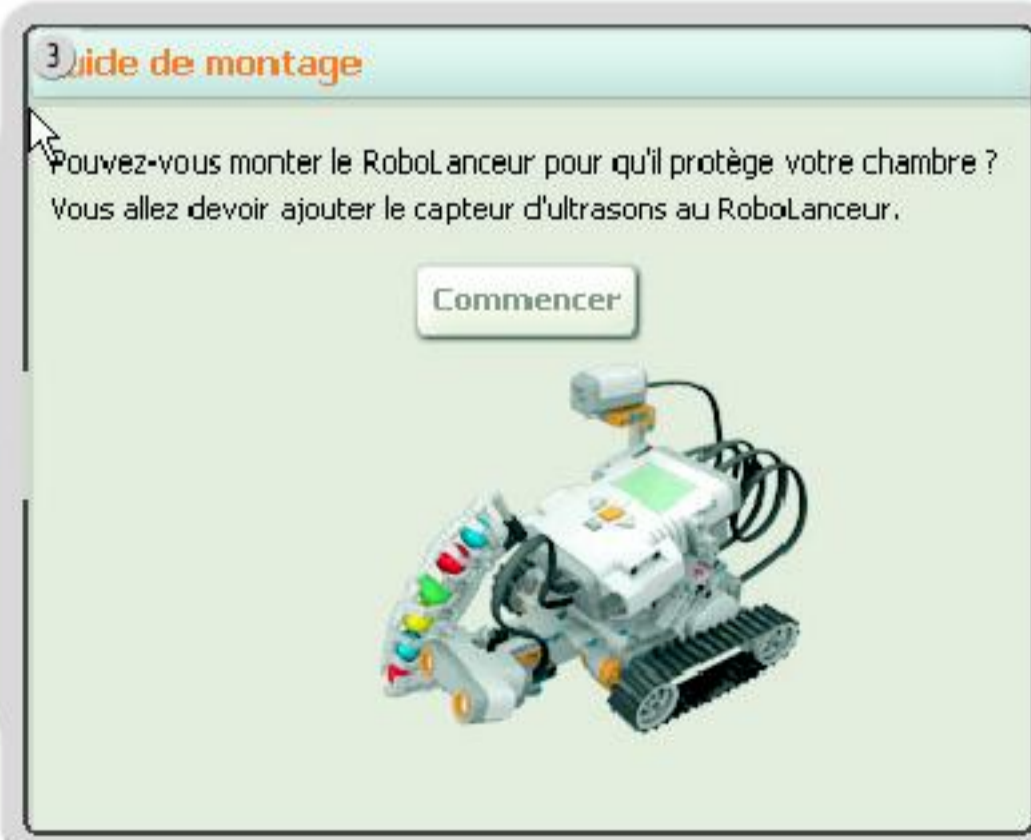 3
uide de montage
Pouvez-vous monter le RoboLanceur pour qu'il protège votre chambre ?
Vous allez devoir ajouter le capteur d'ultrasons au RoboLanceur.
Commencer